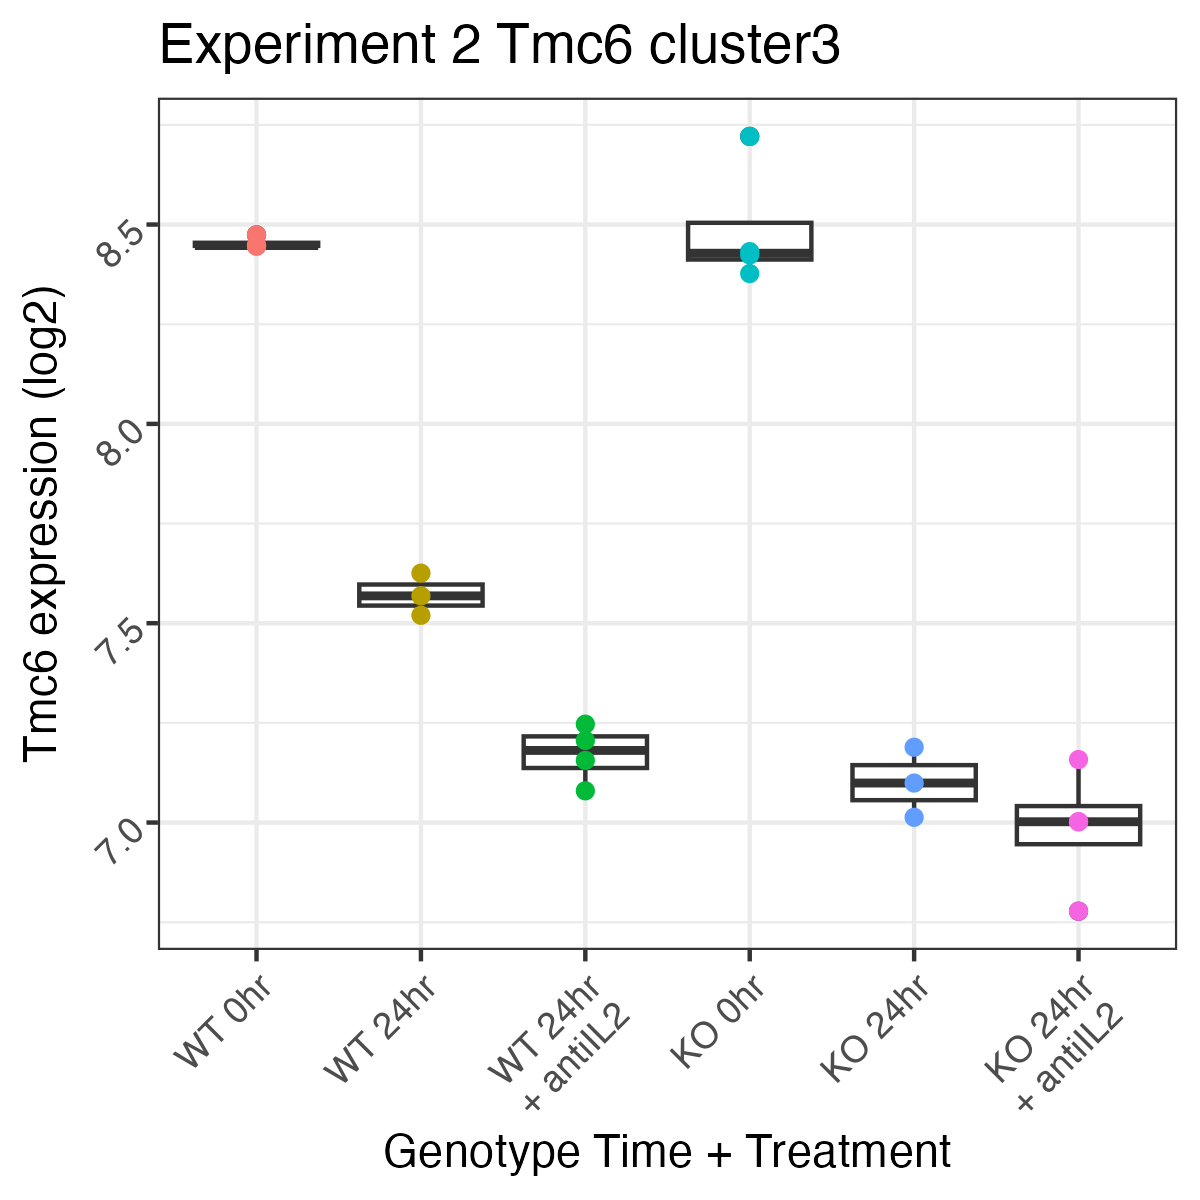 Experiment 2 Tmc6 cluster3
Tmc6 expression (log2)
8.5
8.0
7.5
7.0
WT 0hr
WT 24hr
WT 24hr
+ antiIL2
KO 0hr
KO 24hr
KO 24hr
+ antiIL2
Genotype Time + Treatment